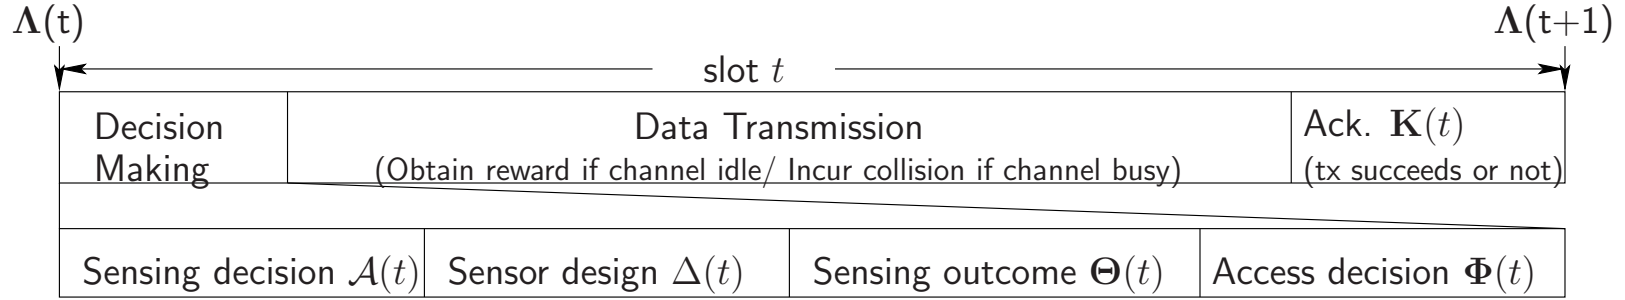 Λ(t) Λ(t+1)
slot t
Decision Making
Data Transmission
(Obtain reward if channel idle/ Incur collision if channel busy)
Ack. K(t)
(tx succeeds or not)
Sensing decision 𝒜(t)
Sensor design Δ(t)
Sensing outcome Θ(t)
Access decision Φ(t)